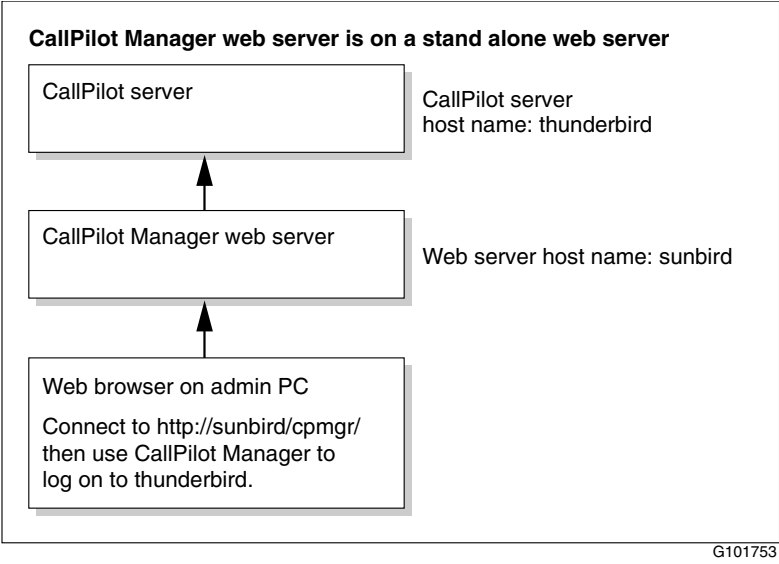 CallPilot Manager web server is on a stand alone web server
CallPilot server
CallPilot server
host name: thunderbird
CallPilot Manager web server
Web server host name: sunbird
Web browser on admin PC
Connect to http://sunbird/cpmgr/
then use CallPilot Manager to
log on to thunderbird.
G101753